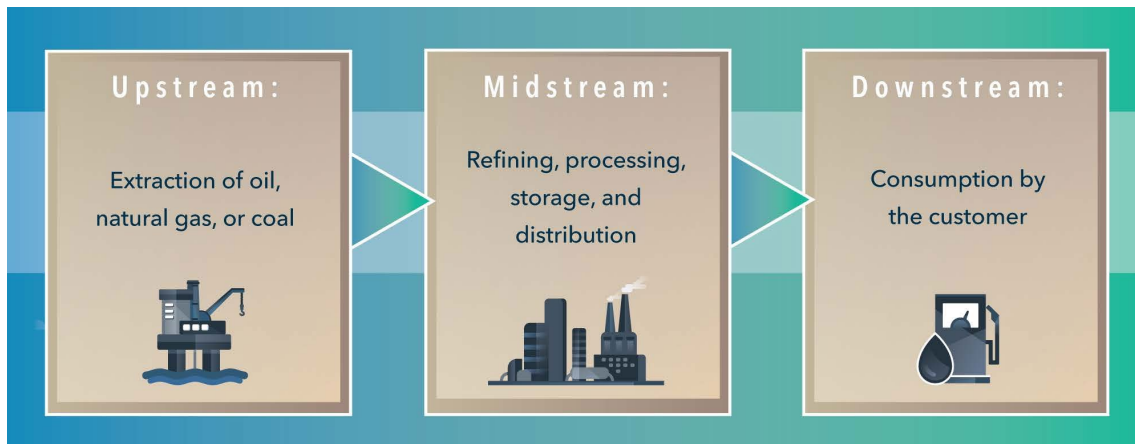 Upstream:
Extraction of oil,
natural gas, or coal
Midstream:
Refining, processing,
storage, and
distribution
Downstream:
Consumption by
the customer